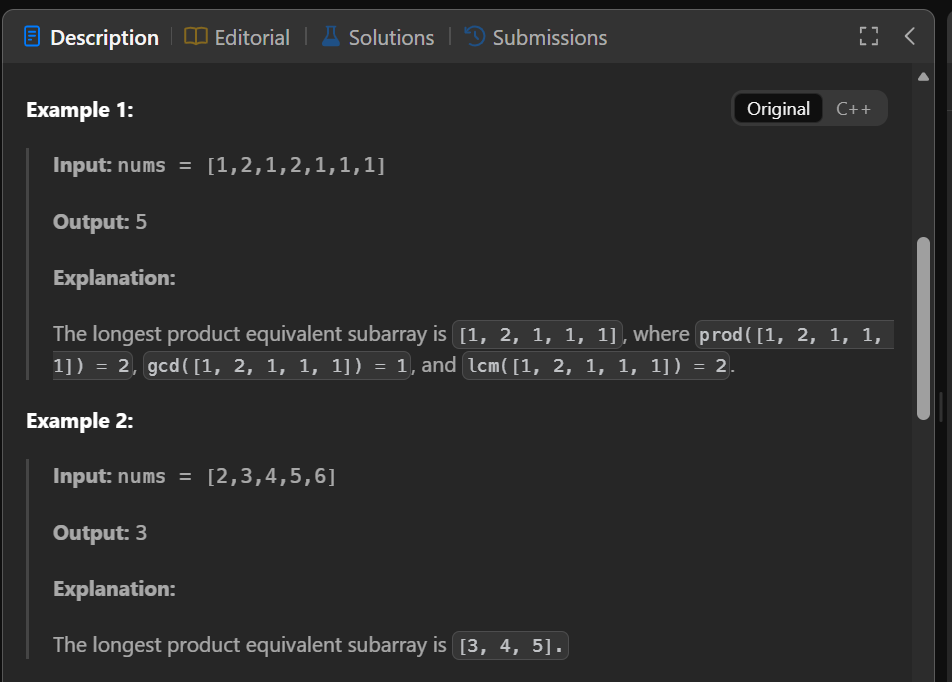 Description | Editorial | Solutions | Submissions
Example 1:
Original C++
Input: nums = [1,2,1,2,1,1,1]
Output: 5
Explanation:
The longest product equivalent subarray is [1, 2, 1, 1, 1], where prod([1, 2, 1, 1,
1]) = 2, gcd([1, 2, 1, 1, 1]) = 1, and lcm([1, 2, 1, 1, 1]) = 2.
Example 2:
Input: nums = [2,3,4,5,6]
Output: 3
Explanation:
The longest product equivalent subarray is [3, 4, 5].